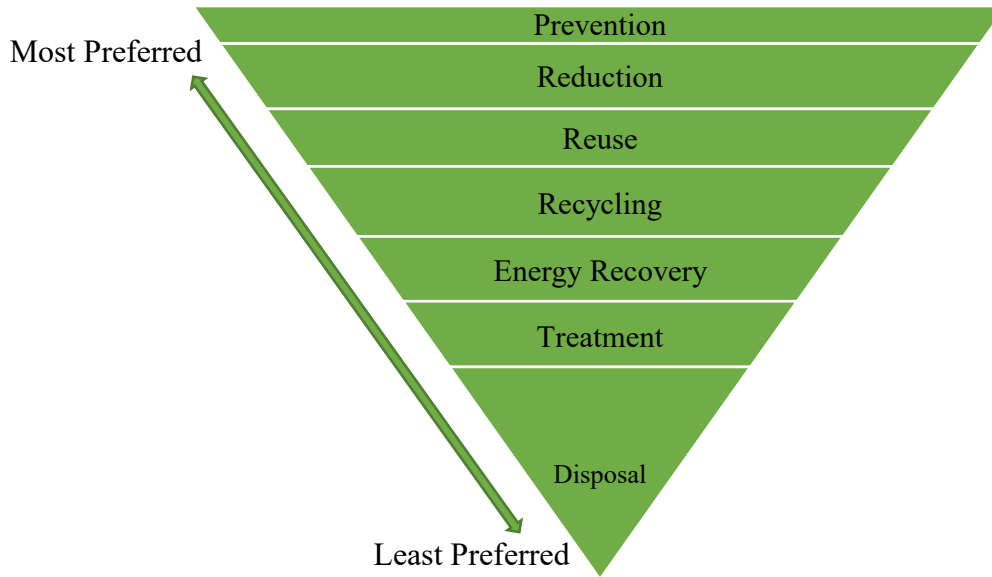 Prevention
Most Preferred
Reduction
Reuse
Recycling
Energy Recovery
Treatment
Disposal
Least Preferred